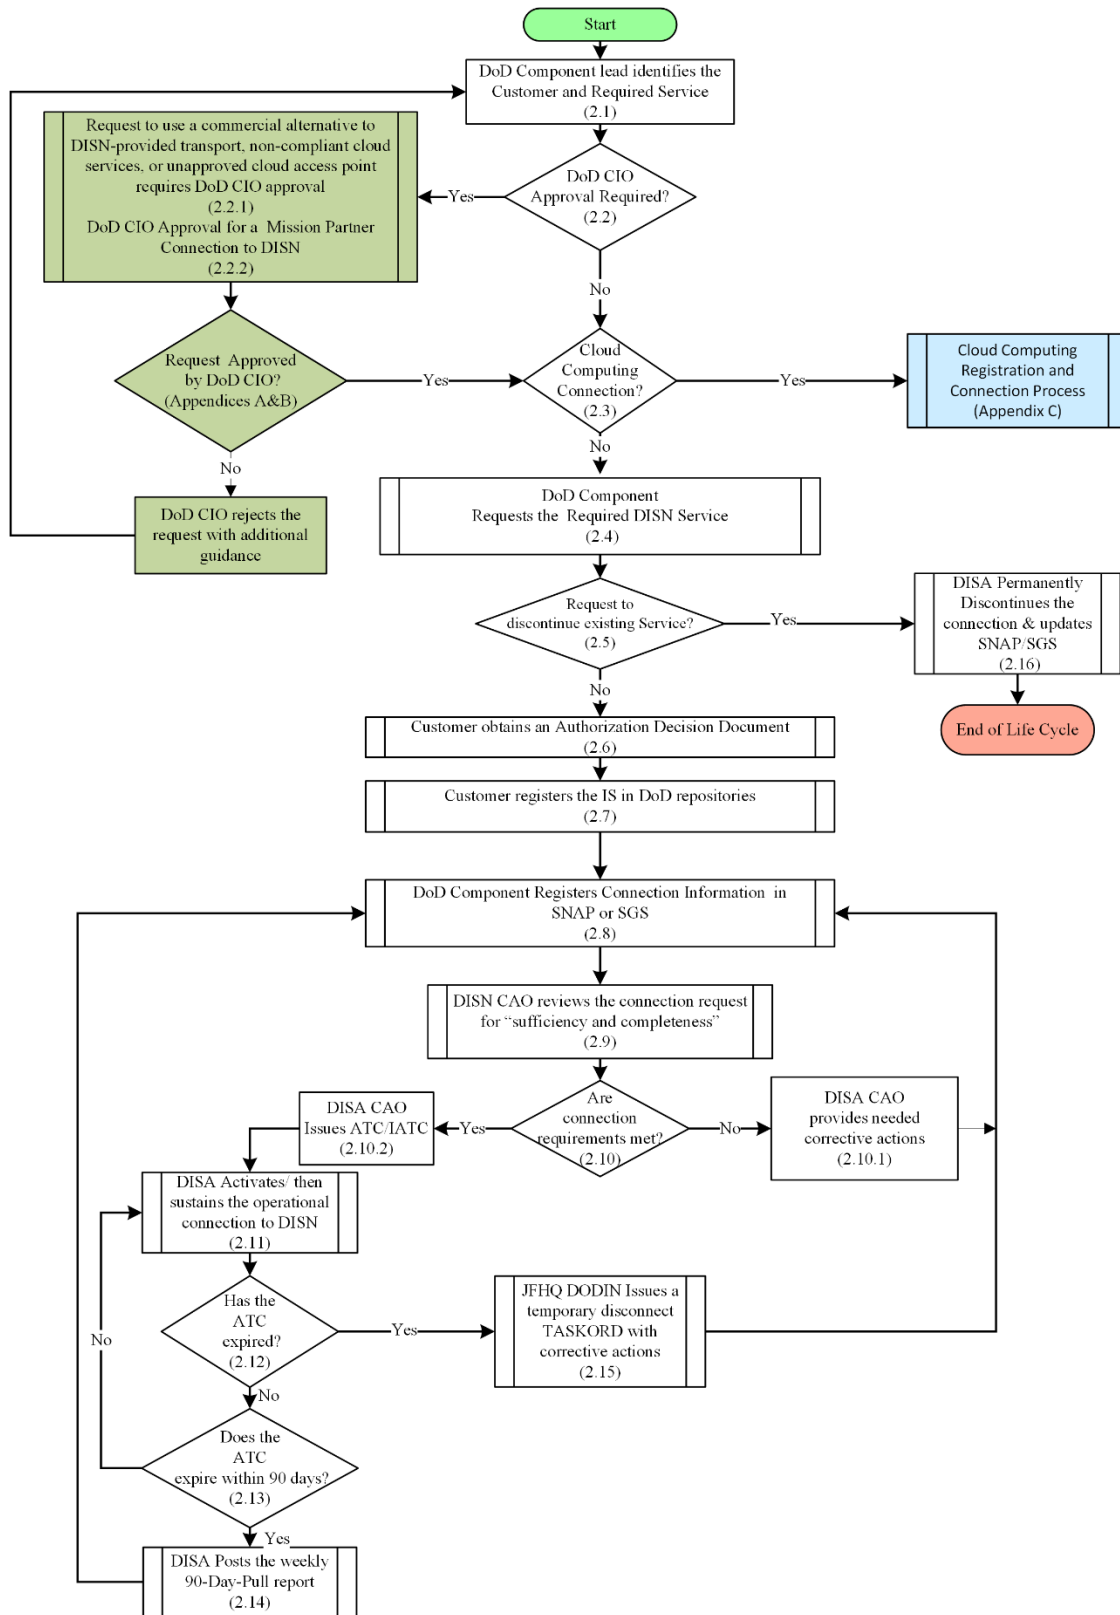 Start
DoD Component lead identifies the
Customer and Required Service
(2.1)
Request to use a commercial alternative to
DISN-provided transport, non-compliant cloud
services, or unapproved cloud access point
requires DoD CIO approval
(2.2.1)
DoD CIO Approval for a Mission Partner
Connection to DISN
(2.2.2)
Yes
DoD CIO
Approval Required?
(2.2)
No
Request Approved
by DoD CIO?
(Appendices A&B)
Yes
Cloud
Computing
Connection?
(2.3)
Yes
Cloud Computing
Registration and
Connection Process
(Appendix C)
No
No
DoD CIO rejects the
request with additional
guidance
DoD Component
Requests the Required DISN Service
(2.4)
Request to
discontinue existing Service?
(2.5)
Yes
DISA Permanently
Discontinues the
connection & updates
SNAP/SGS
(2.16)
End of Life Cycle
No
Customer obtains an Authorization Decision Document
(2.6)
Customer registers the IS in DoD repositories
(2.7)
DoD Component Registers Connection Information in
SNAP or SGS
(2.8)
DISN CAO reviews the connection request
for “sufficiency and completeness”
(2.9)
DISA CAO
Issues ATC/IATC
(2.10.2)
Yes
Are
connection
requirements met?
(2.10)
No
DISA CAO
provides needed
corrective actions
(2.10.1)
DISA Activates/ then
sustains the operational
connection to DISN
(2.11)
Has the
ATC
expired?
(2.12)
Yes
JFHQ DODIN Issues a
temporary disconnect
TASKORD with
corrective actions
(2.15)
No
No
Does the
ATC
expire within 90 days?
(2.13)
Yes
DISA Posts the weekly
90-Day-Pull report
(2.14)